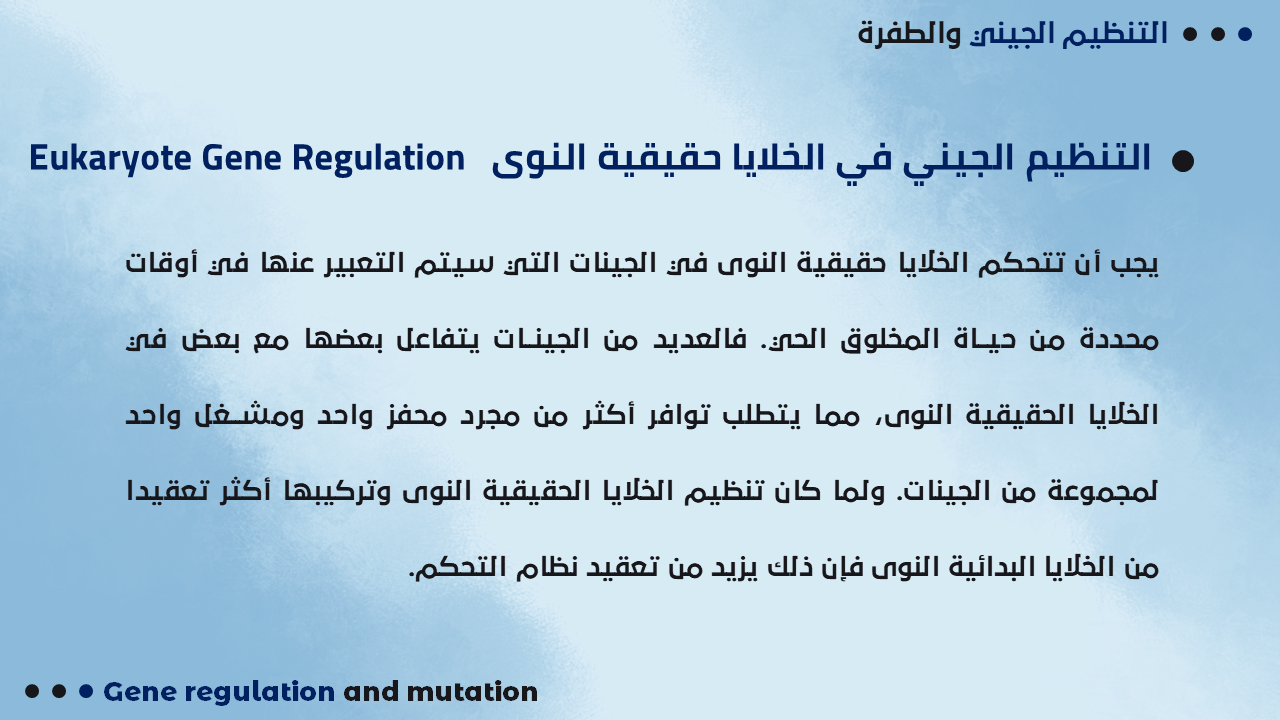 التنظيم الجيني والطفرة
التنظيم الجيني في الخلايا حقيقية النوى Eukaryote Gene Regulation
يجب أن تتحكم الخلايا حقيقية النوى في الجينات التي سيتم التعبير عنها في أوقات
محددة من حيـاة المخلوق الحي. فالعديد من الجينـات يتفاعل بعضها مع بعض في
الخلايا الحقيقية النوى، مما يتطلب توافر أكثر من مجرد محفز واحد ومشـغل واحد
لمجموعة من الجينات. ولما كان تنظيم الخلايا الحقيقية النوى وتركيبها أكثر تعقيدا
من الخلايا البدائية النوى فإن ذلك يزيد من تعقيد نظام التحكم.
Gene regulation and mutation